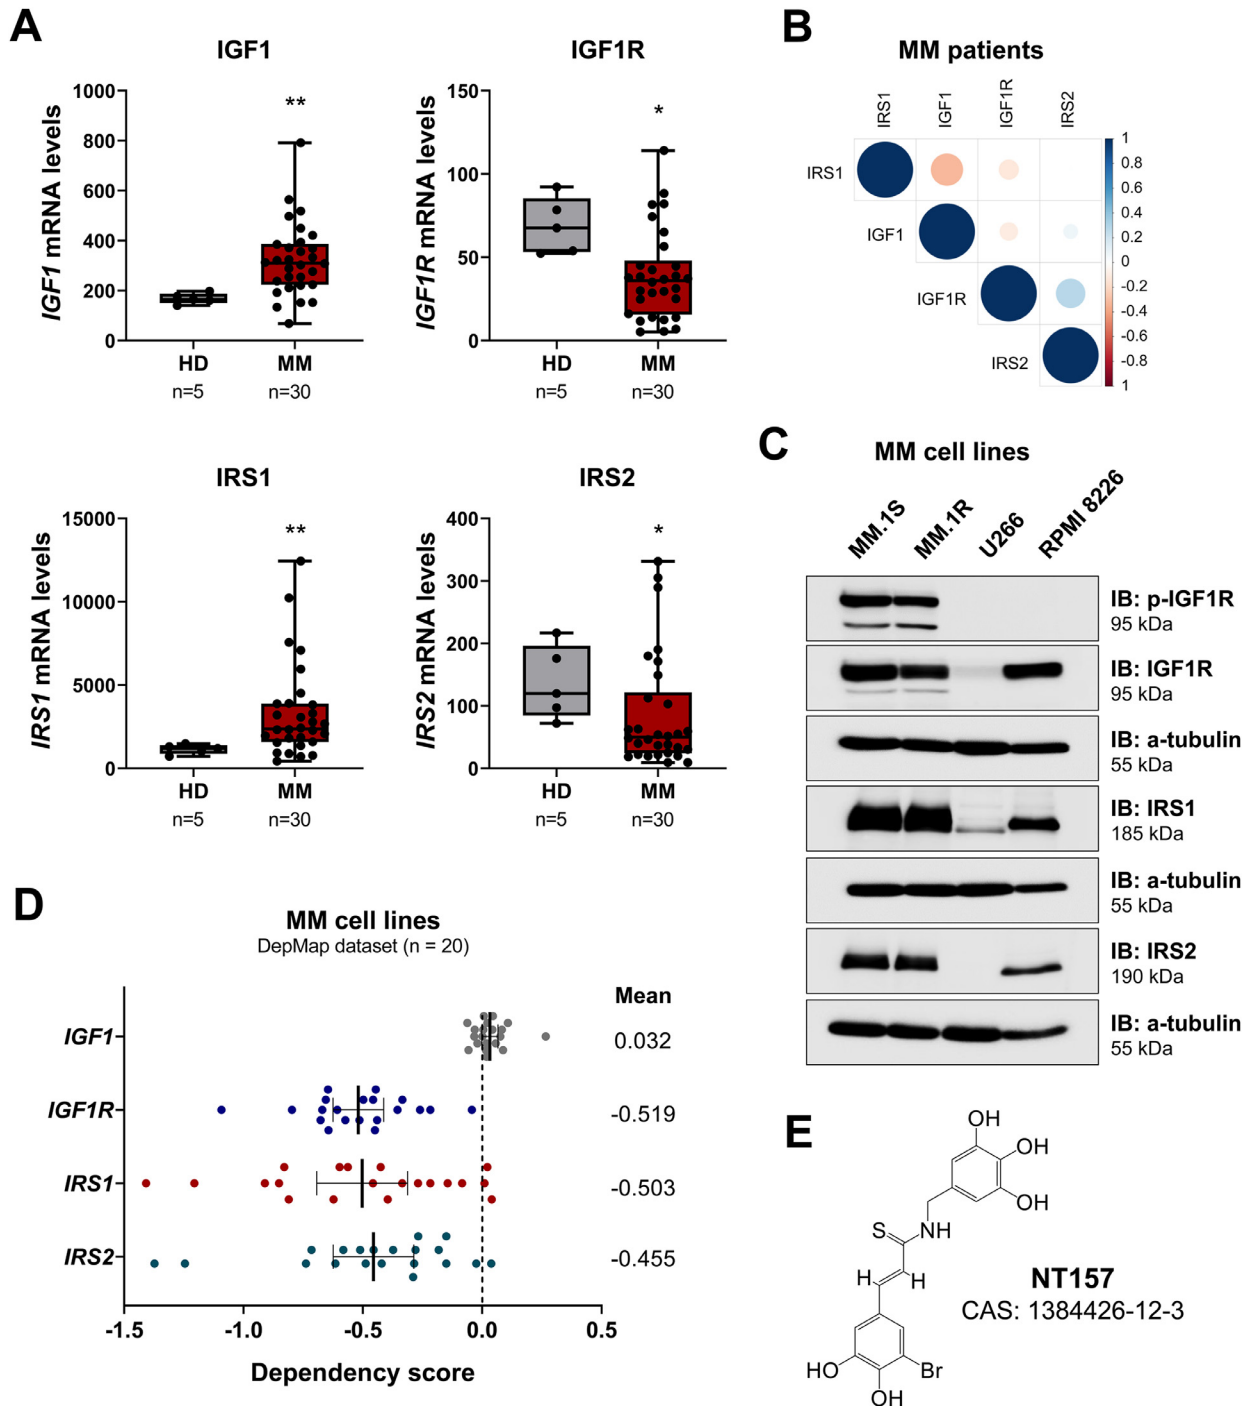 A
IGF1
IGF1 mRNA levels
1000
800
600
400
200
0
**
HD
MM
n=5
n=30
IGF1R
IGF1R mRNA levels
150
100
50
0
*
HD
MM
n=5
n=30
IRS1
IRS1 mRNA levels
15000
10000
5000
0
**
HD
MM
n=5
n=30
IRS2
IRS2 mRNA levels
400
300
200
100
0
*
HD
MM
n=5
n=30
B
MM patients
IRS1
IGF1
IGF1R
IRS2
IRS1
IGF1
IGF1R
IRS2
1
0.8
0.6
0.4
0.2
0
-0.2
-0.4
-0.6
-0.8
1
C
MM cell lines
MM.1S
MM.1R
U266
RPMI 8226
IB: p-IGF1R
95 kDa
IB: IGF1R
95 kDa
IB: a-tubulin
55 kDa
IB: IRS1
185 kDa
IB: a-tubulin
55 kDa
IB: IRS2
190 kDa
IB: a-tubulin
55 kDa
D
MM cell lines
DepMap dataset (n = 20)
Mean
IGF1
0.032
IGF1R
-0.519
IRS1
-0.503
IRS2
-0.455
-1.5
-1.0
-0.5
0.0
0.5
Dependency score
E
OH
OH
OH
S
NH
H
H
HO
Br
OH
NT157
CAS: 1384426-12-3